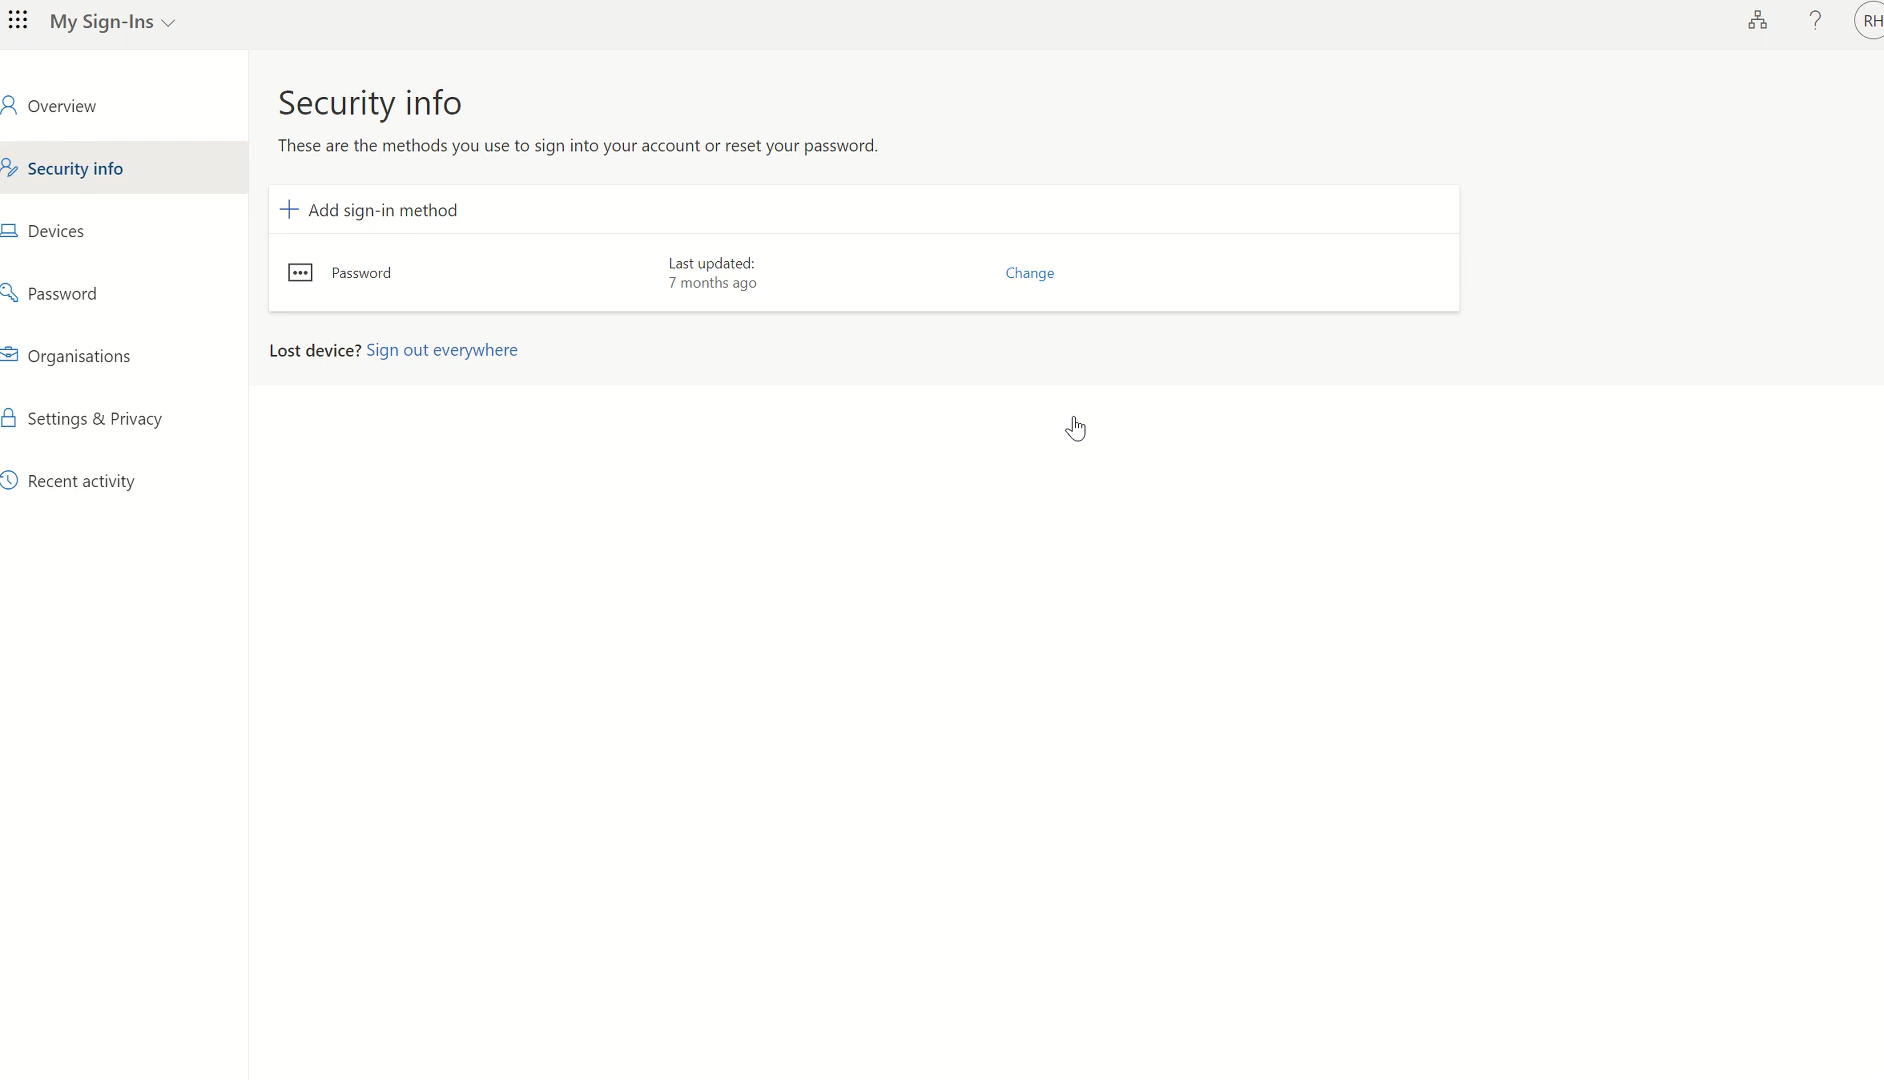 My Sign-Ins
RH
Overview
Security info
Devices
Password
Organisations
Settings & Privacy
Recent activity
Security info
These are the methods you use to sign into your account or reset your password.
Add sign-in method
Password
Last updated:
7 months ago
Change
Lost device? Sign out everywhere